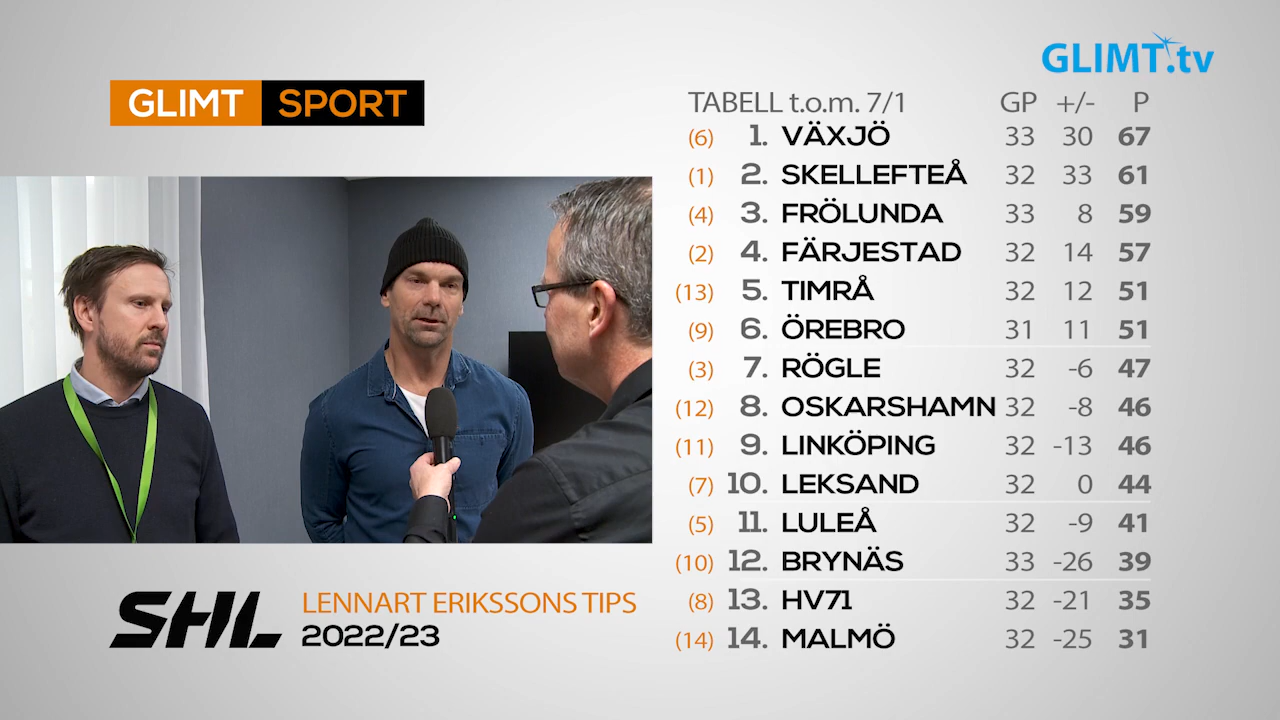 GLIMT.tv
GLIMT SPORT
TABELL t.o.m. 7/1 GP +/- P
(6) 1. VÄXJÖ 33 30 67
(1) 2. SKELLEFTEÅ 32 33 61
(4) 3. FRÖLUNDA 33 8 59
(2) 4. FÄRJESTAD 32 14 57
(13) 5. TIMRÅ 32 12 51
(9) 6. ÖREBRO 31 11 51
(3) 7. RÖGLE 32 -6 47
(12) 8. OSKARSHAMN 32 -8 46
(11) 9. LINKÖPING 32 -13 46
(7) 10. LEKSAND 32 0 44
(5) 11. LULEÅ 32 -9 41
(10) 12. BRYNÄS 33 -26 39
(8) 13. HV71 32 -21 35
(14) 14. MALMÖ 32 -25 31
SHL
LENNART ERIKSSONS TIPS
2022/23